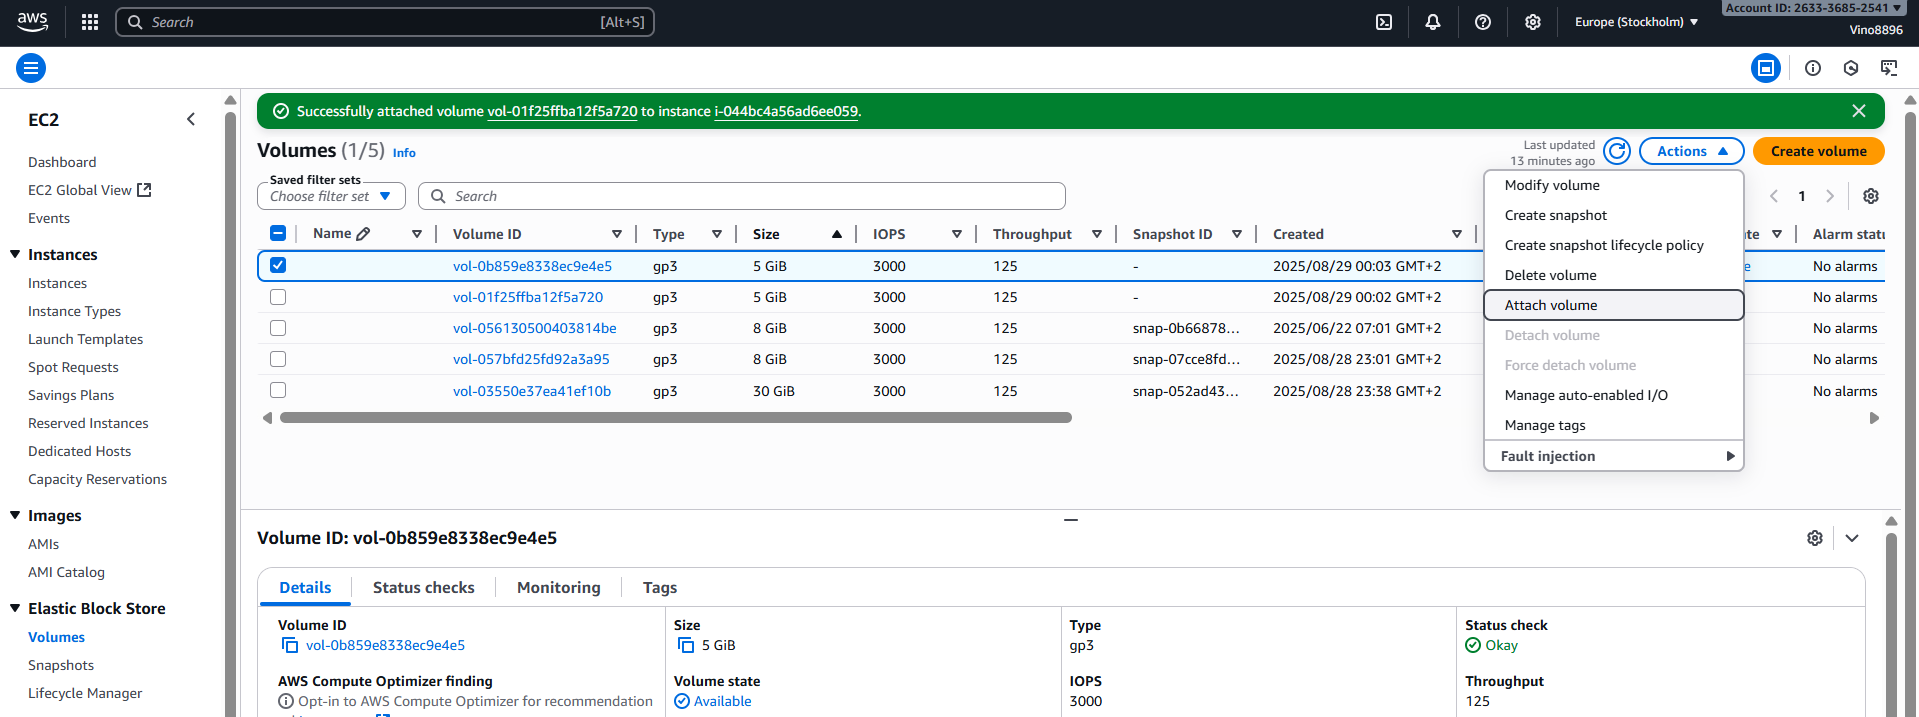 aws
Search
[Alt+S]
Europe (Stockholm)
Account ID: 2633-3685-2541
Vino8896
EC2
Dashboard
EC2 Global View
Events
Instances
Instances
Instance Types
Launch Templates
Spot Requests
Savings Plans
Reserved Instances
Dedicated Hosts
Capacity Reservations
Images
AMIs
AMI Catalog
Elastic Block Store
Volumes
Snapshots
Lifecycle Manager
Successfully attached volume vol-01f25ffba12f5a720 to instance i-044bc4a56ad6ee059.
Volumes (1/5) Info
Last updated
13 minutes ago
Actions
Create volume
Saved filter sets
Choose filter set
Search
1
Name Volume ID Type Size IOPS Throughput Snapshot ID Created te Alarm statu
vol-0b859e8338ec9e4e5 gp3 5 GiB 3000 125 - 2025/08/29 00:03 GMT+2 e No alarms
vol-01f25ffba12f5a720 gp3 5 GiB 3000 125 - 2025/08/29 00:02 GMT+2 No alarms
vol-056130500403814be gp3 8 GiB 3000 125 snap-0b66878... 2025/06/22 07:01 GMT+2 No alarms
vol-057bfd25fd92a3a95 gp3 8 GiB 3000 125 snap-07cce8fd... 2025/08/28 23:01 GMT+2 No alarms
vol-03550e37ea41ef10b gp3 30 GiB 3000 125 snap-052ad43... 2025/08/28 23:38 GMT+2 No alarms
Modify volume
Create snapshot
Create snapshot lifecycle policy
Delete volume
Attach volume
Detach volume
Force detach volume
Manage auto-enabled I/O
Manage tags
Fault injection
Volume ID: vol-0b859e8338ec9e4e5
Details Status checks Monitoring Tags
Volume ID
vol-0b859e8338ec9e4e5
Size
5 GiB
Type
gp3
Status check
Okay
AWS Compute Optimizer finding
Opt-in to AWS Compute Optimizer for recommendation
Volume state
Available
IOPS
3000
Throughput
125